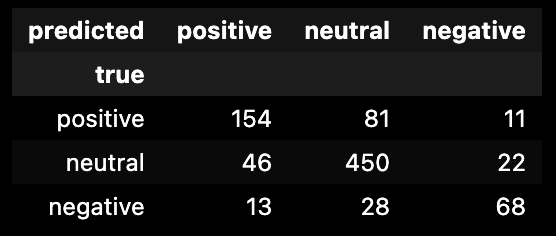 predicted positive neutral negative
true
positive 154 81 11
neutral 46 450 22
negative 13 28 68